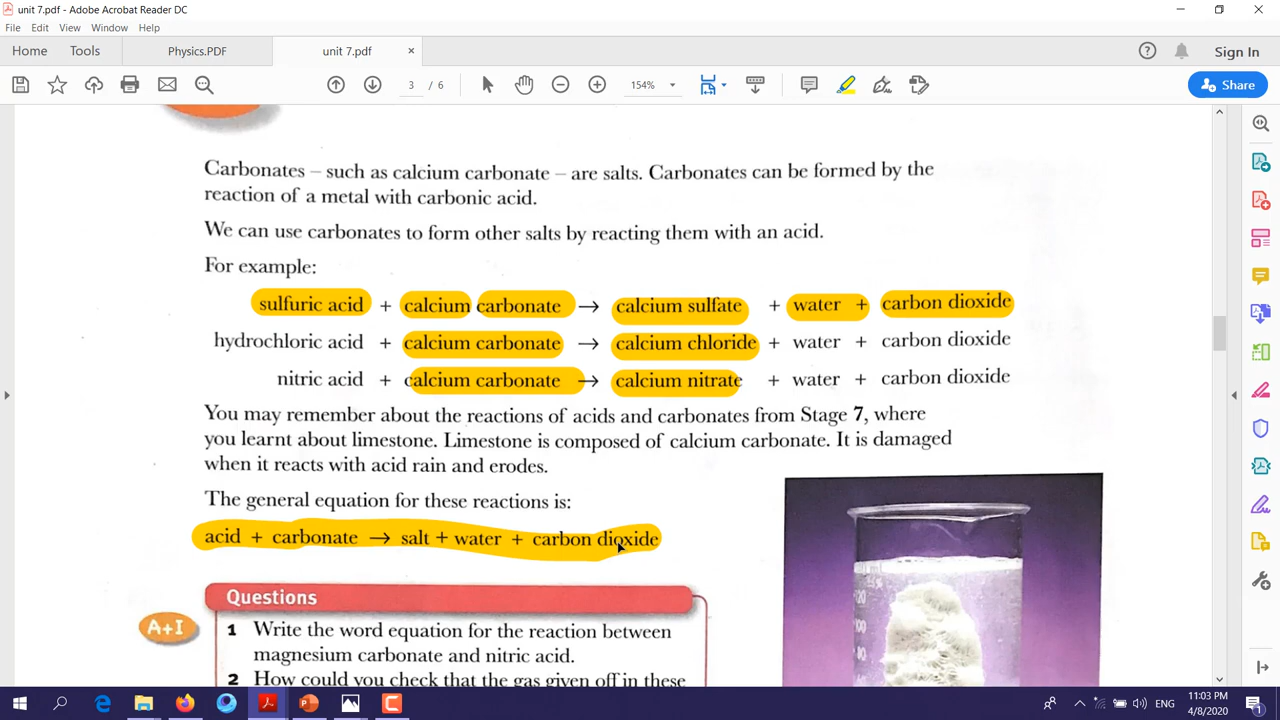 unit 7.pdf - Adobe Acrobat Reader DC
File Edit View Window Help
Home Tools Physics.PDF unit 7.pdf × Sign In
3 / 6 154% Share
Carbonates – such as calcium carbonate – are salts. Carbonates can be formed by the
reaction of a metal with carbonic acid.
We can use carbonates to form other salts by reacting them with an acid.
For example:
sulfuric acid + calcium carbonate → calcium sulfate + water + carbon dioxide
hydrochloric acid + calcium carbonate → calcium chloride + water + carbon dioxide
nitric acid + calcium carbonate → calcium nitrate + water + carbon dioxide
You may remember about the reactions of acids and carbonates from Stage 7, where
you learnt about limestone. Limestone is composed of calcium carbonate. It is damaged
when it reacts with acid rain and erodes.
The general equation for these reactions is:
acid + carbonate → salt + water + carbon dioxide
Questions
A+I
1 Write the word equation for the reaction between
magnesium carbonate and nitric acid.
2 How could you check that the gas given off in these
ENG
11:03 PM
4/8/2020
1